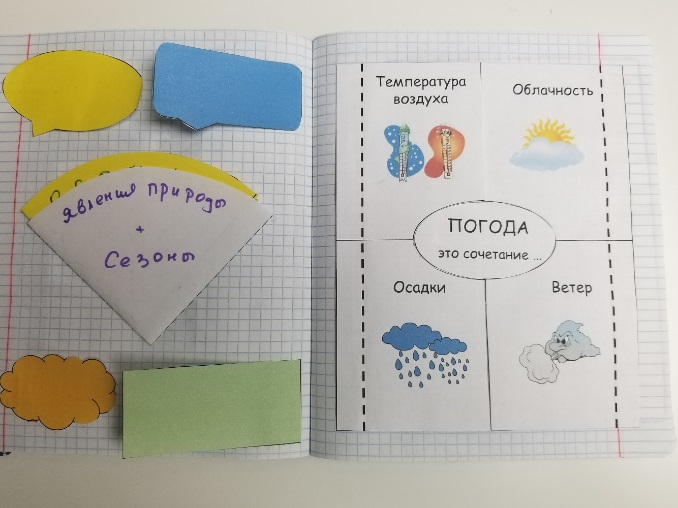 явления природы
+
Сезоны
Температура
воздуха
Облачность
ПОГОДА
это сочетание ...
Осадки
Ветер